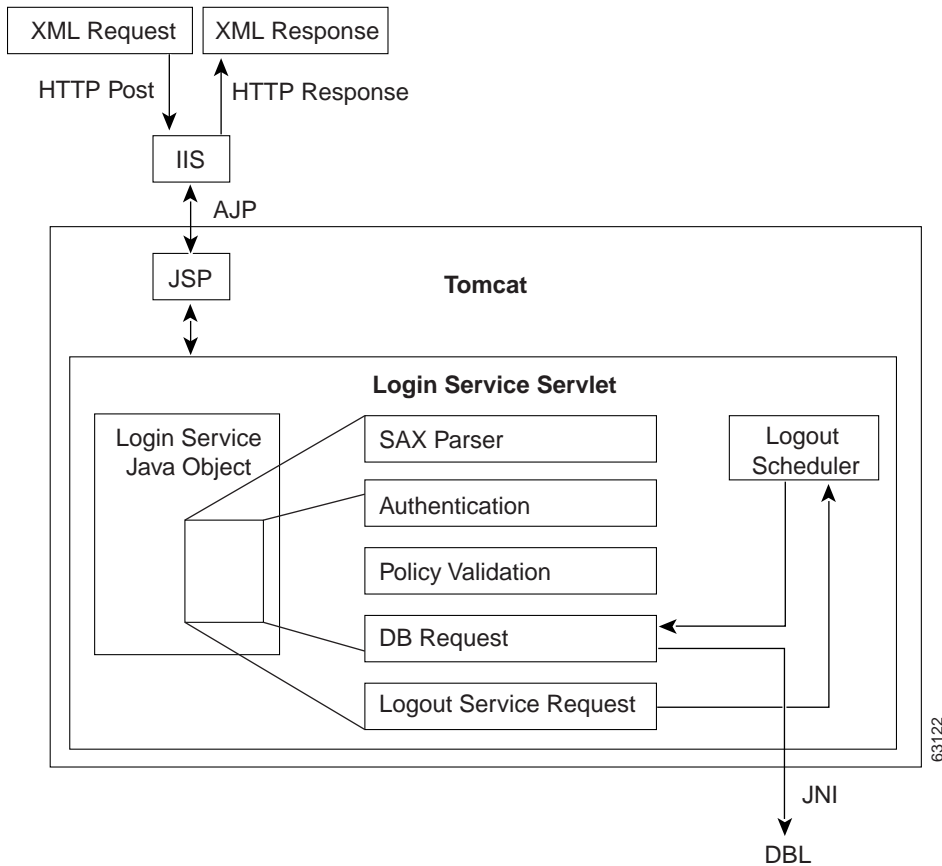 XML Request
XML Response
HTTP Post
HTTP Response
IIS
AJP
JSP
Tomcat
Login Service Servlet
Login Service
Java Object
SAX Parser
Authentication
Policy Validation
DB Request
Logout Service Request
Logout
Scheduler
63122
JNI
DBL